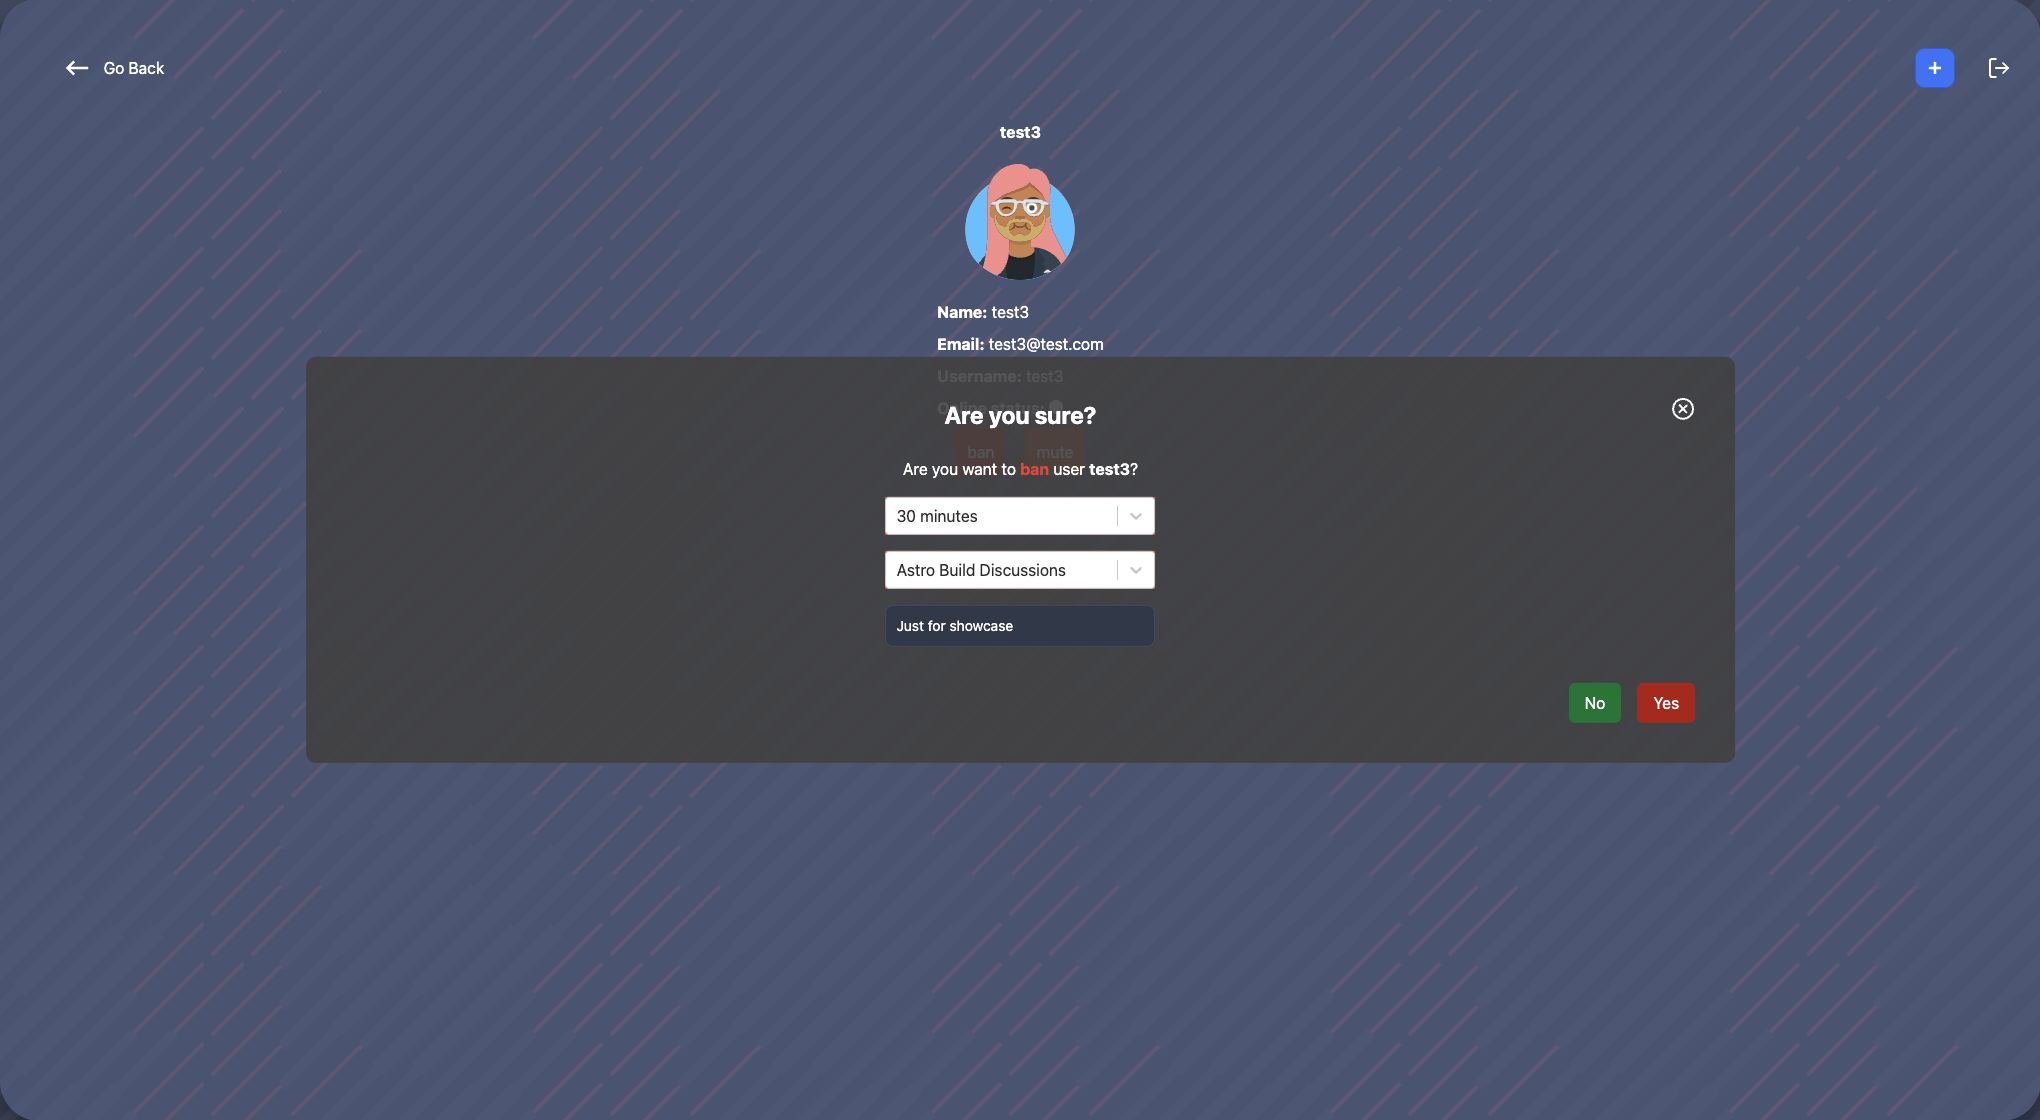 Go Back
test3
Name: test3
Email: test3@test.com
Username: test3
Online status:
Are you sure?
ban mute
Are you want to ban user test3?
30 minutes
Astro Build Discussions
Just for showcase
No Yes